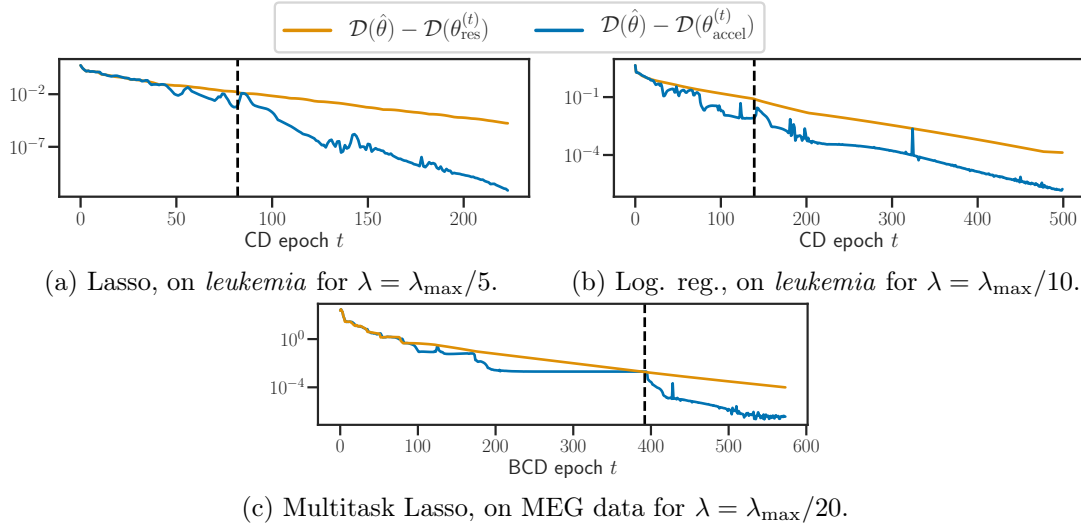 𝒟(θ̂) − 𝒟(θ_res^(t)) 𝒟(θ̂) − 𝒟(θ_accel^(t))
10⁻²
10⁻⁷
0 50 100 150 200
CD epoch t
10⁻¹
10⁻⁴
0 100 200 300 400 500
CD epoch t
(a) Lasso, on leukemia for λ = λ_max/5.
(b) Log. reg., on leukemia for λ = λ_max/10.
10⁰
10⁻⁴
0 100 200 300 400 500 600
BCD epoch t
(c) Multitask Lasso, on MEG data for λ = λ_max/20.